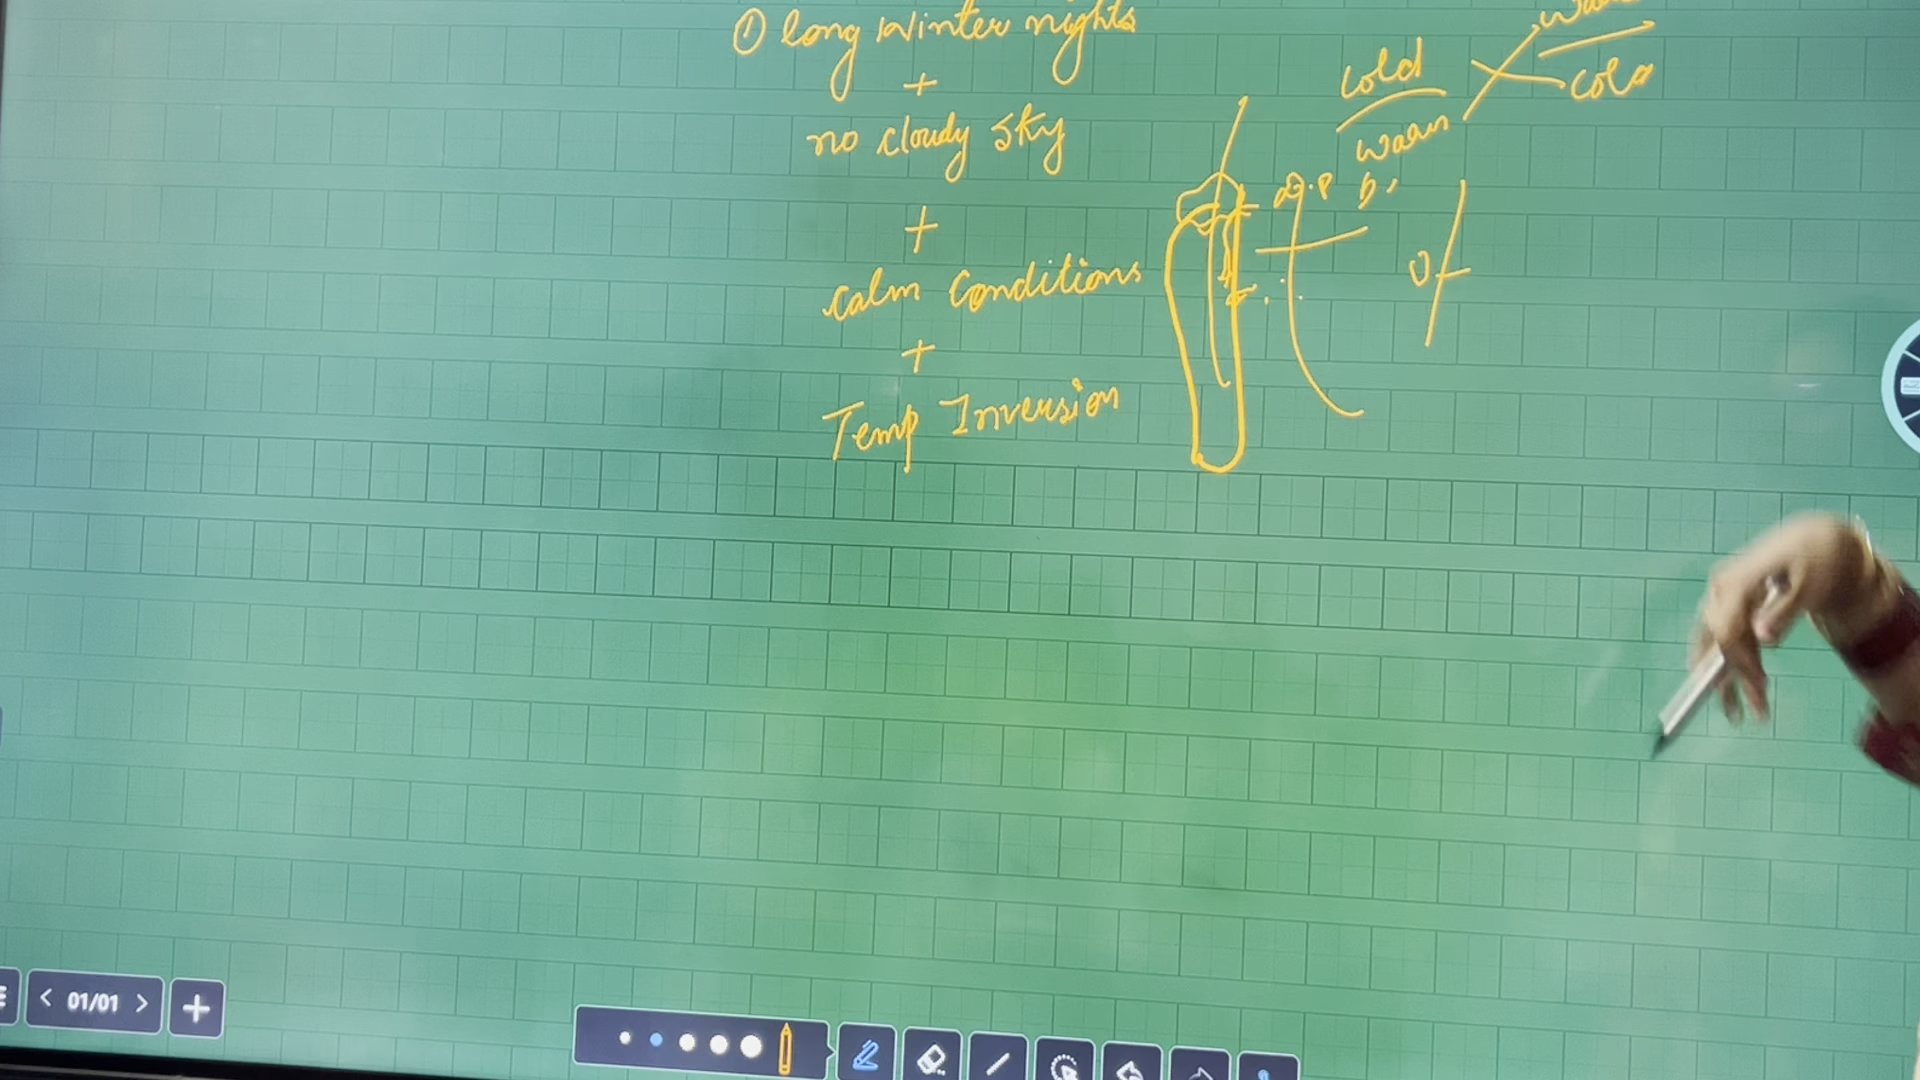 ① long winter nights
+
no cloudy sky
+
calm conditions
+
Temp Inversion
cold
warm
cold
01/01